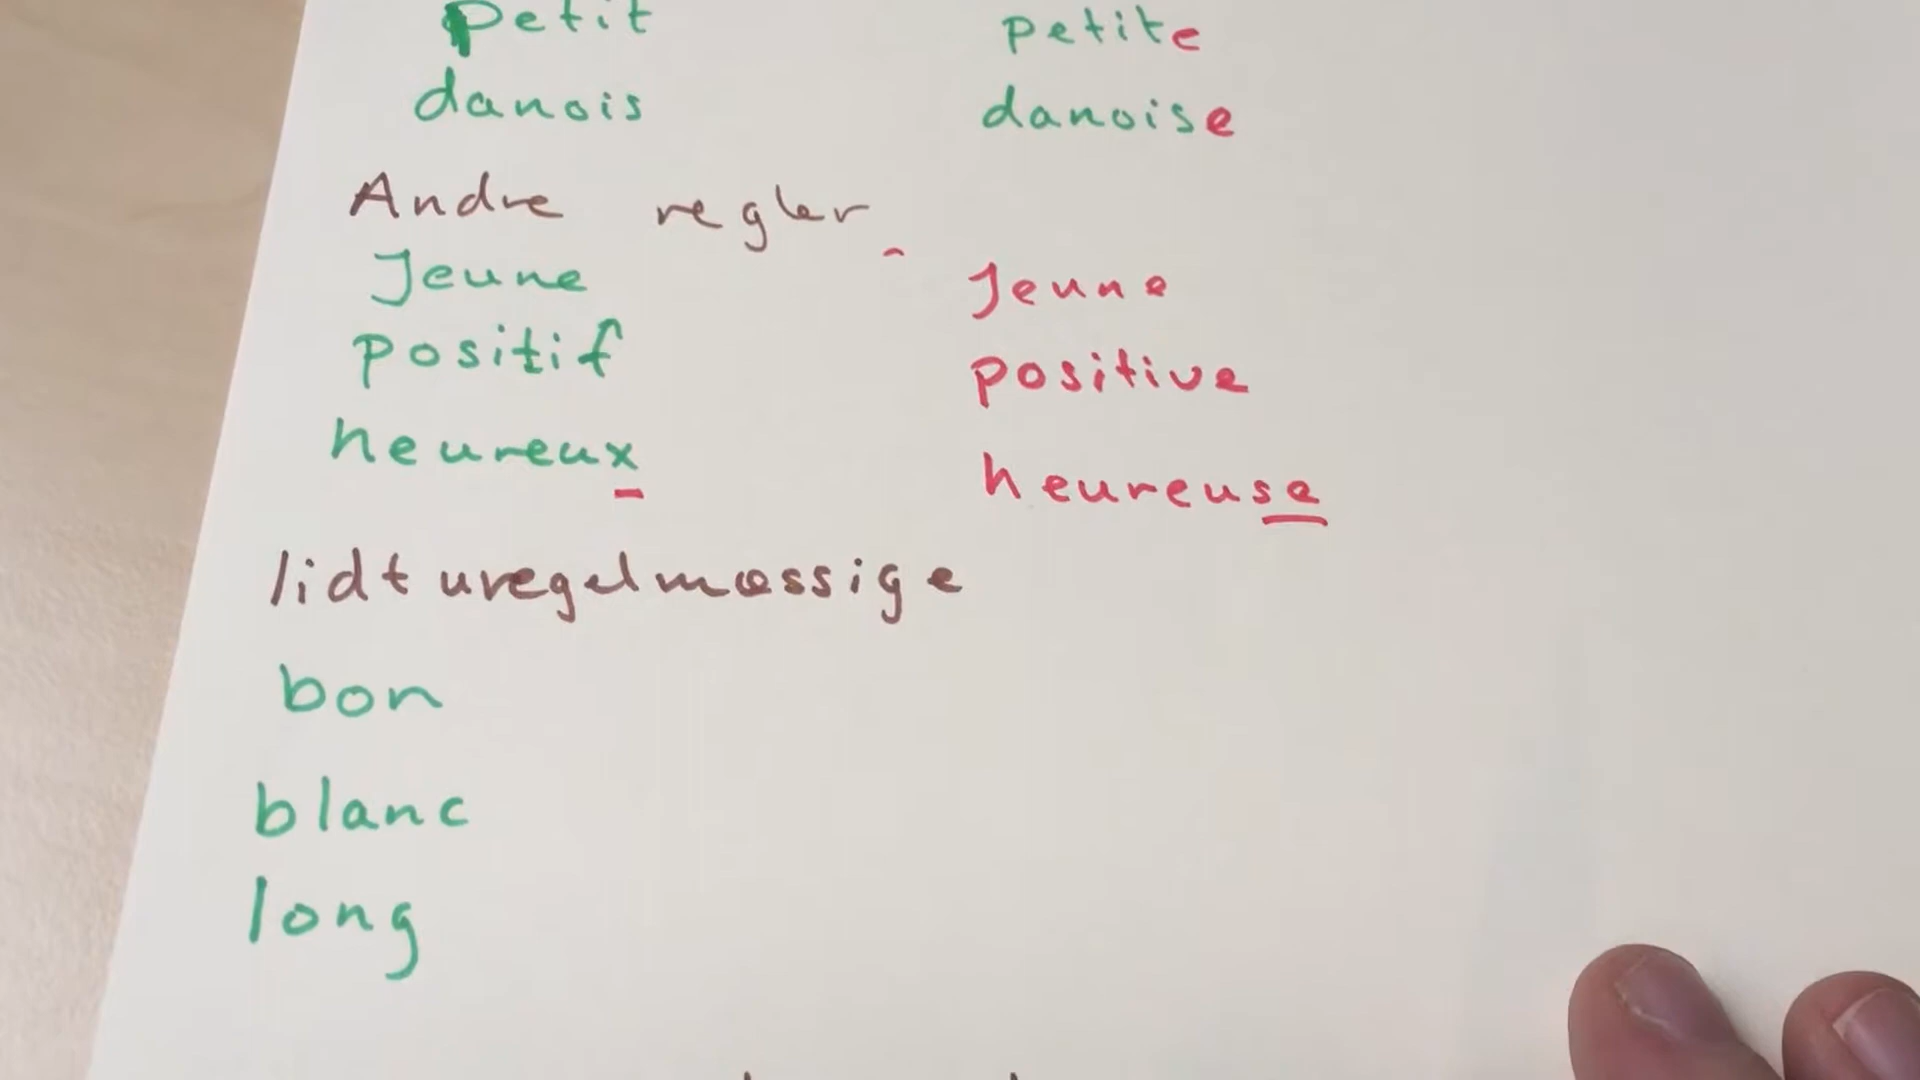 petit petite
danois danoise
Andre regler
Jeune Jeune
positif positive
heureux heureuse
lidt uregelmæssige
bon
blanc
long